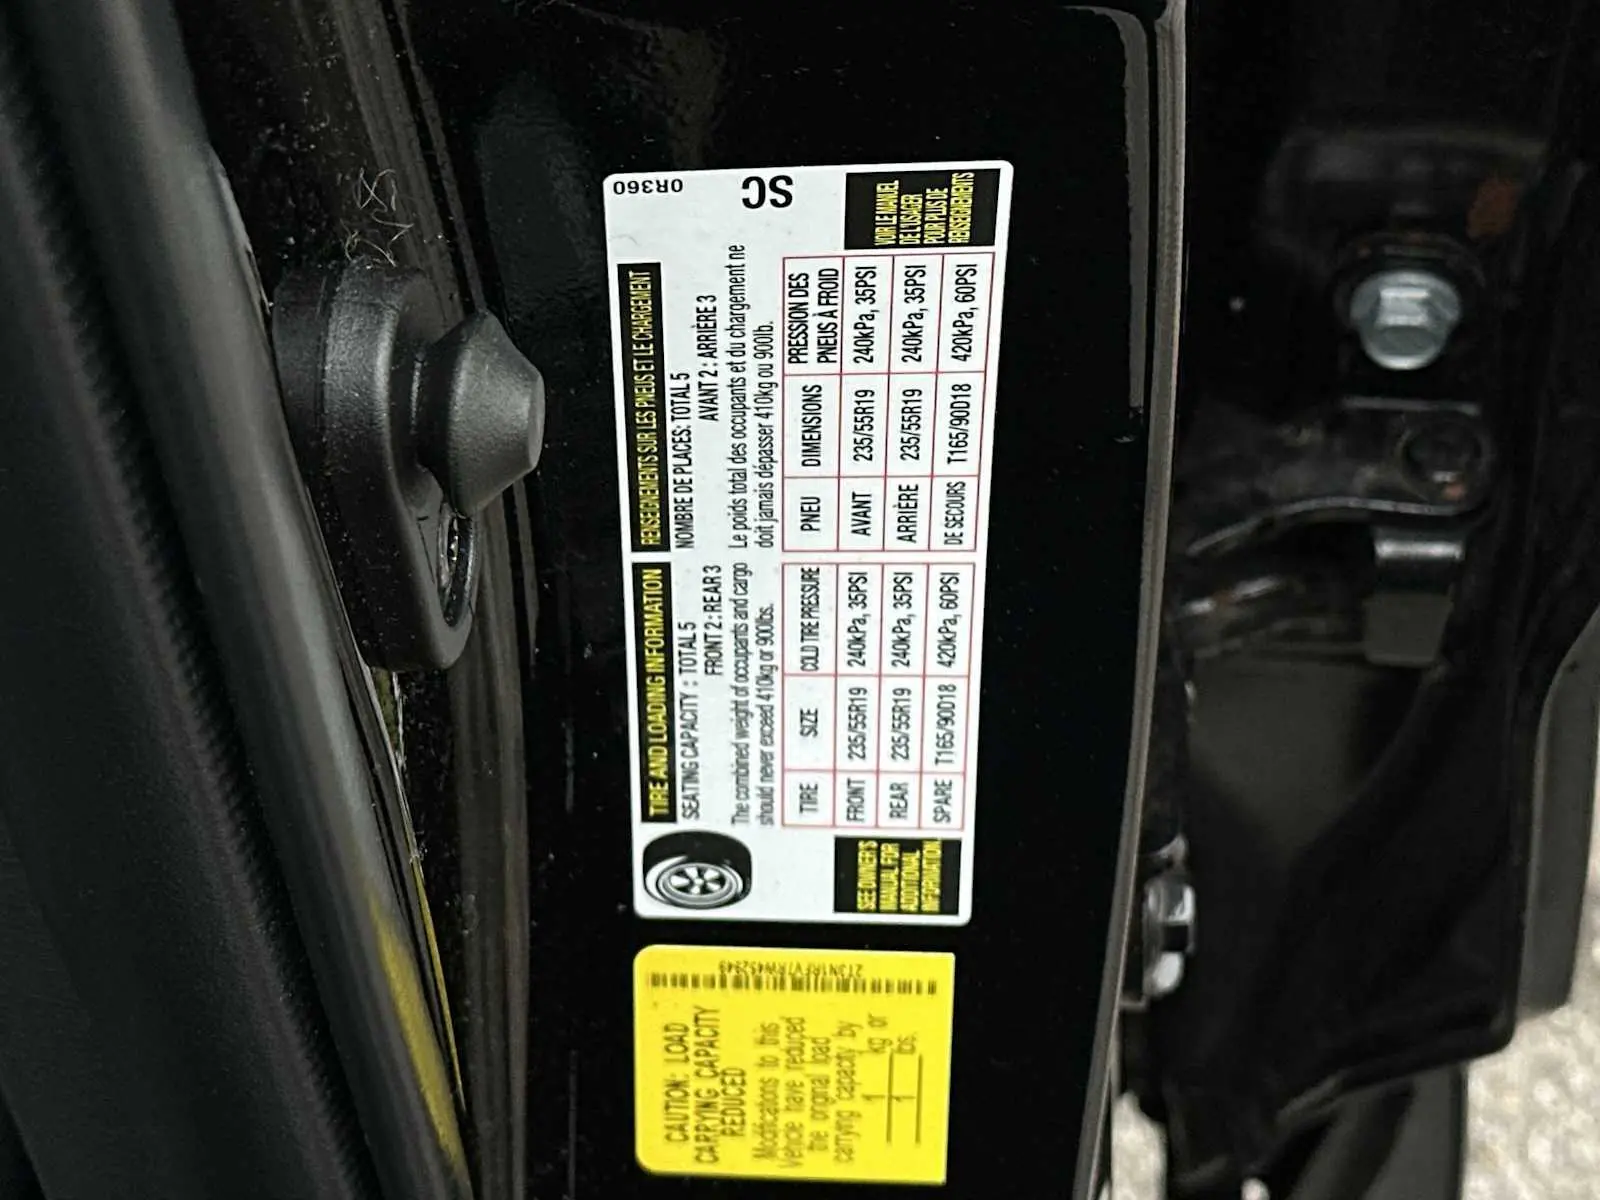 TIRE AND LOADING INFORMATION
SEATING CAPACITY : TOTAL 5
FRONT 2 : REAR 3
The combined weight of occupants and cargo
should never exceed 410kg or 900lbs.
TIRE SIZE COLD TIRE PRESSURE
FRONT 235/55R19 240kPa, 35PSI
REAR 235/55R19 240kPa, 35PSI
SPARE T165/90D18 420kPa, 60PSI
SEE OWNER'S
MANUAL FOR
ADDITIONAL
INFORMATION
RENSEIGNEMENTS SUR LES PNEUS ET LE CHARGEMENT
NOMBRE DE PLACES: TOTAL 5
AVANT 2 : ARRIÈRE 3
Le poids total des occupants et du chargement ne
doit jamais dépasser 410kg ou 900lb.
PNEU DIMENSIONS PRESSION DES
PNEUS À FROID
AVANT 235/55R19 240kPa, 35PSI
ARRIÈRE 235/55R19 240kPa, 35PSI
DE SECOURS T165/90D18 420kPa, 60PSI
VOIR LE MANUEL
DE L'USAGER
POUR PLUS DE
RENSEIGNEMENTS
0R360
SC
CAUTION: LOAD
CARRYING CAPACITY
REDUCED
Modifications to this
Vehicle have reduced
the original load
carrying capacity by
1 kg or
1 lbs.